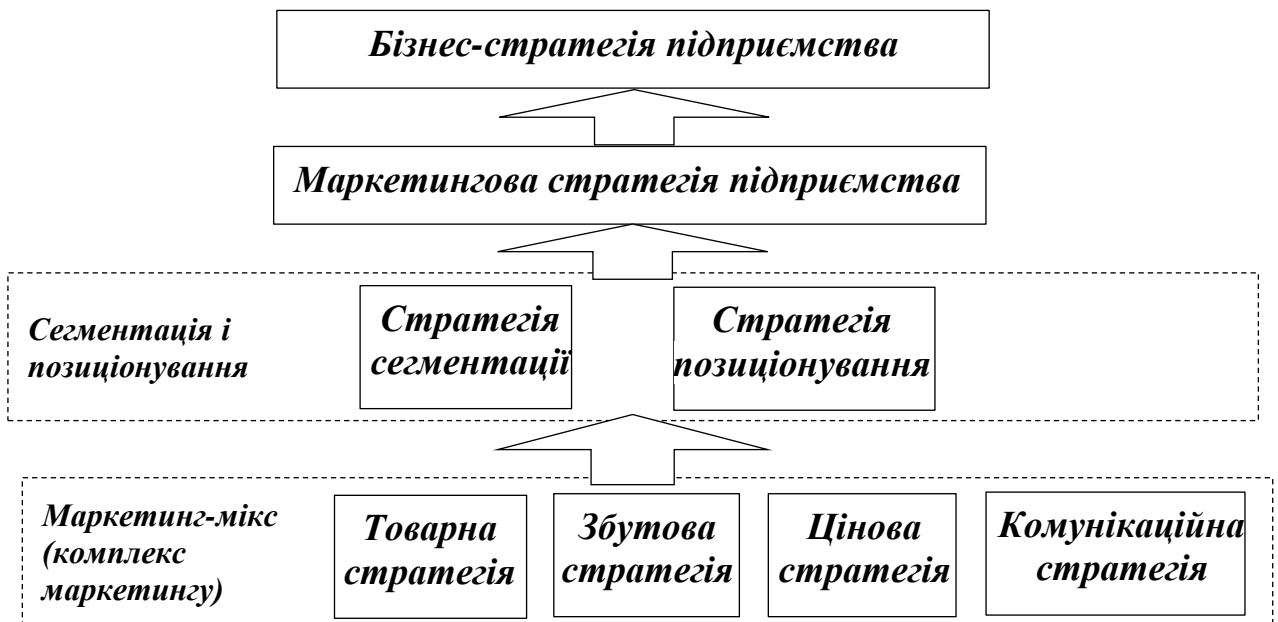 Бізнес-стратегія підприємства
Маркетингова стратегія підприємства
Сегментація і
позиціонування
Стратегія
сегментації
Стратегія
позиціонування
Маркетинг-мікс
(комплекс
маркетингу)
Товарна
стратегія
Збутова
стратегія
Цінова
стратегія
Комунікаційна
стратегія